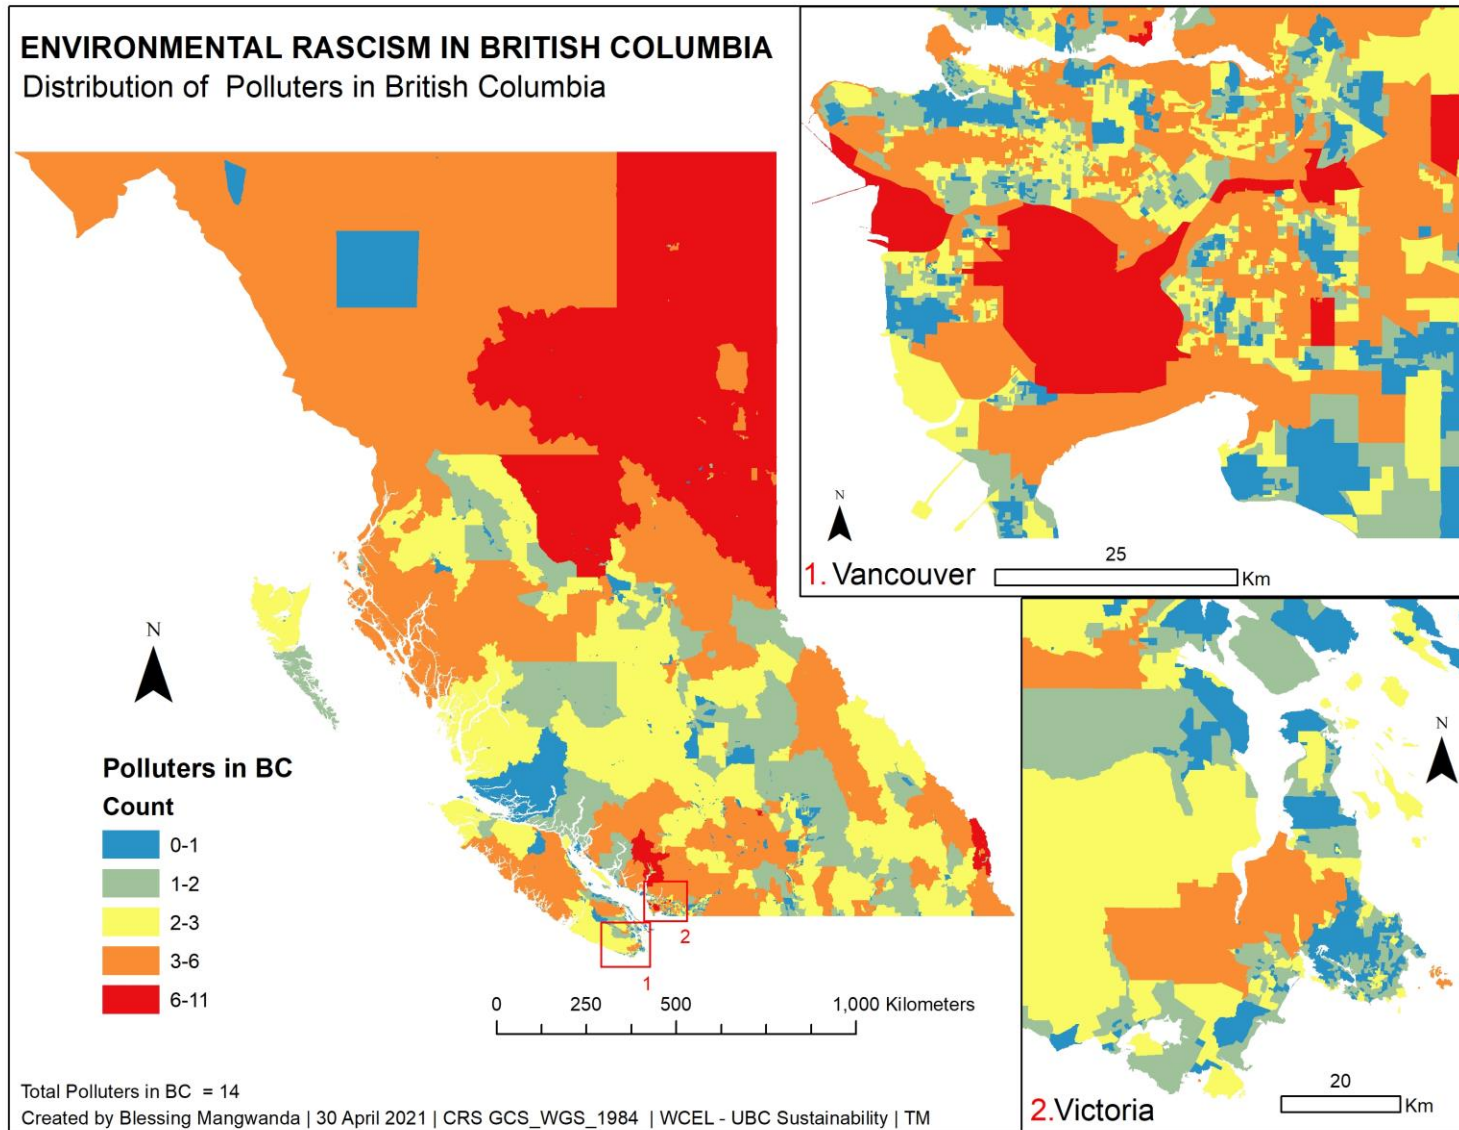 ENVIRONMENTAL RASCISM IN BRITISH COLUMBIA
Distribution of Polluters in British Columbia
N
Polluters in BC
Count
0-1
1-2
2-3
3-6
6-11
2
1
0 250 500 1,000 Kilometers
Total Polluters in BC = 14
Created by Blessing Mangwanda | 30 April 2021 | CRS GCS_WGS_1984 | WCEL - UBC Sustainability | TM
N
1. Vancouver
25
Km
N
2.Victoria
20
Km